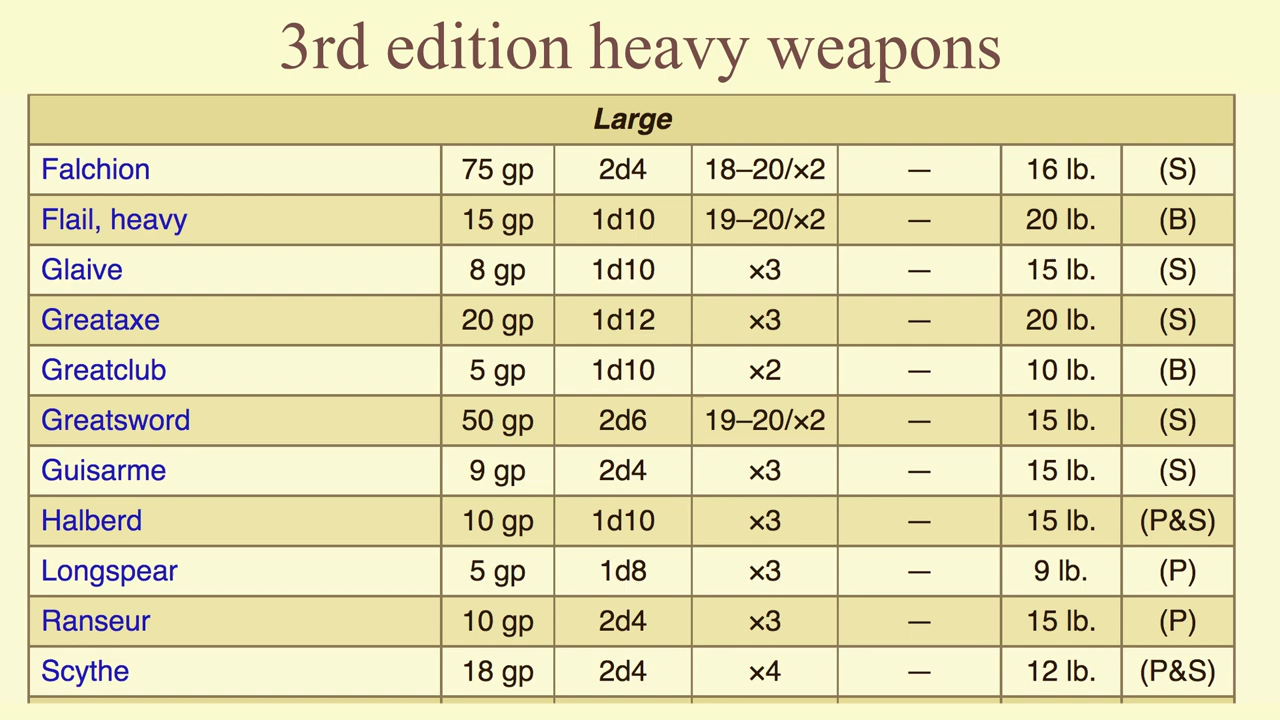 3rd edition heavy weapons
Large
Falchion 75 gp 2d4 18–20/×2 — 16 lb. (S)
Flail, heavy 15 gp 1d10 19–20/×2 — 20 lb. (B)
Glaive 8 gp 1d10 ×3 — 15 lb. (S)
Greataxe 20 gp 1d12 ×3 — 20 lb. (S)
Greatclub 5 gp 1d10 ×2 — 10 lb. (B)
Greatsword 50 gp 2d6 19–20/×2 — 15 lb. (S)
Guisarme 9 gp 2d4 ×3 — 15 lb. (S)
Halberd 10 gp 1d10 ×3 — 15 lb. (P&S)
Longspear 5 gp 1d8 ×3 — 9 lb. (P)
Ranseur 10 gp 2d4 ×3 — 15 lb. (P)
Scythe 18 gp 2d4 ×4 — 12 lb. (P&S)